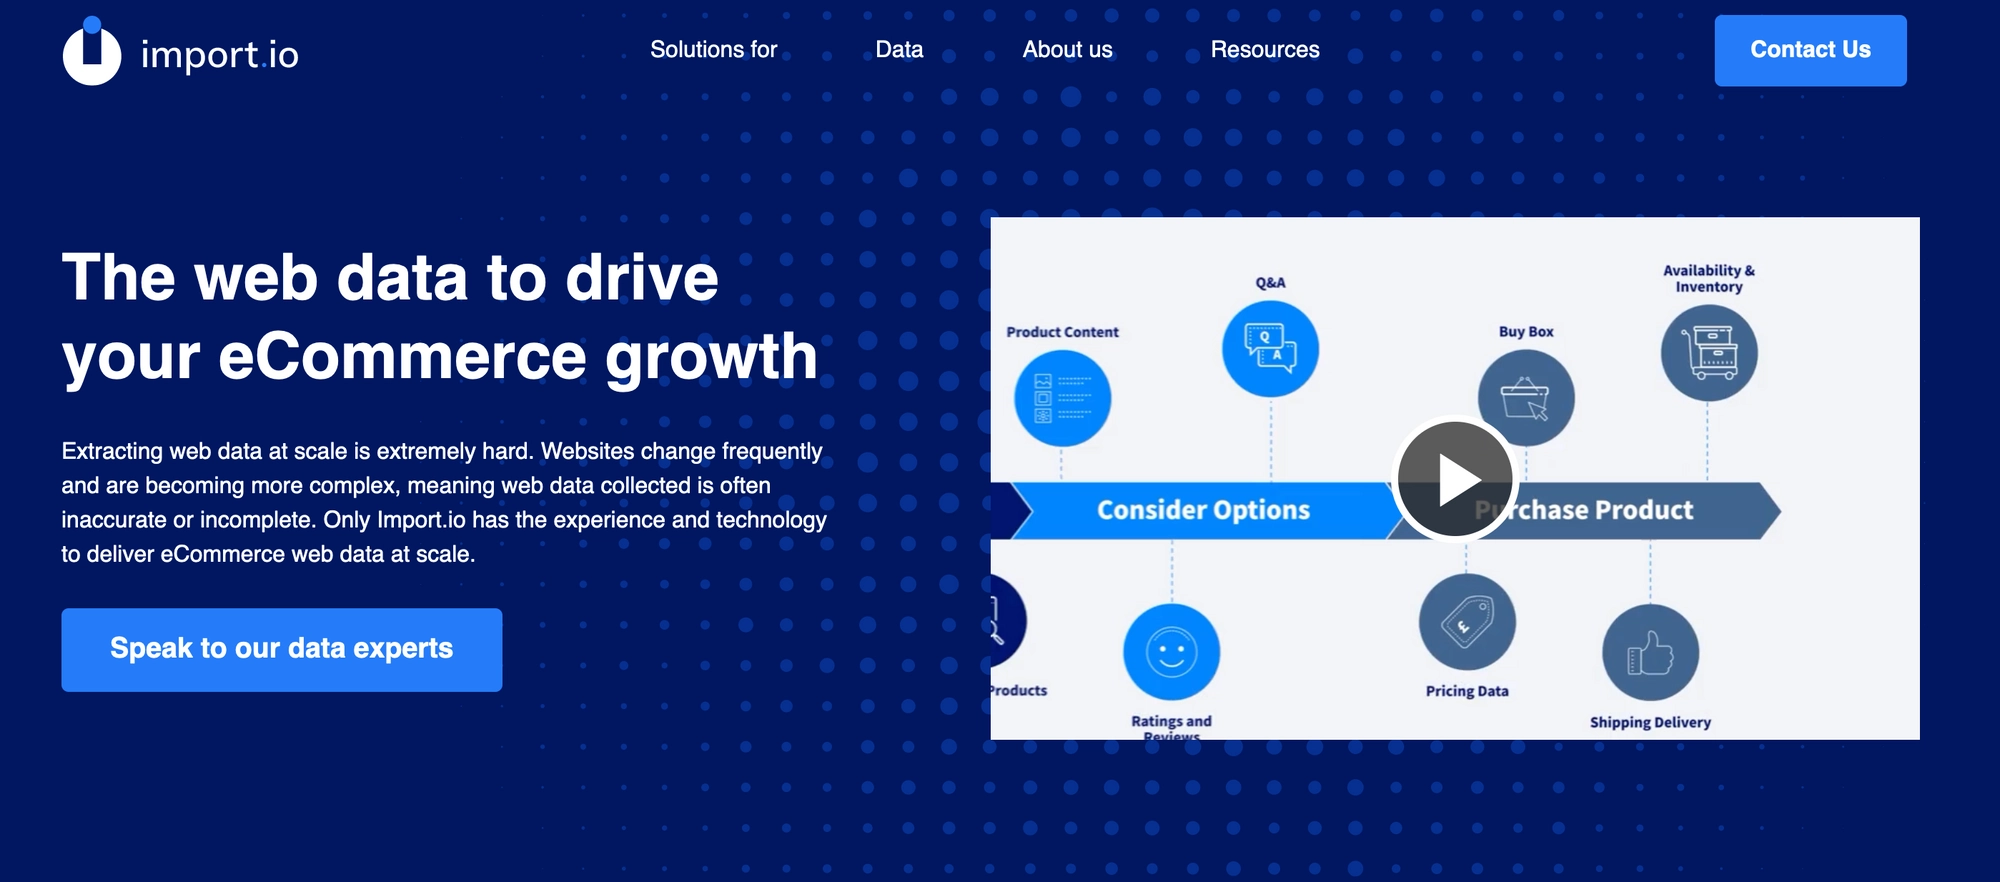 import.io
Solutions for
Data
About us
Resources
Contact Us
The web data to drive
your eCommerce growth
Extracting web data at scale is extremely hard. Websites change frequently
and are becoming more complex, meaning web data collected is often
inaccurate or incomplete. Only Import.io has the experience and technology
to deliver eCommerce web data at scale.
Speak to our data experts
Product Content
Q&A
Q
A
Buy Box
Availability &
Inventory
Consider Options
Purchase Product
Products
Ratings and
Reviews
£
Pricing Data
Shipping Delivery